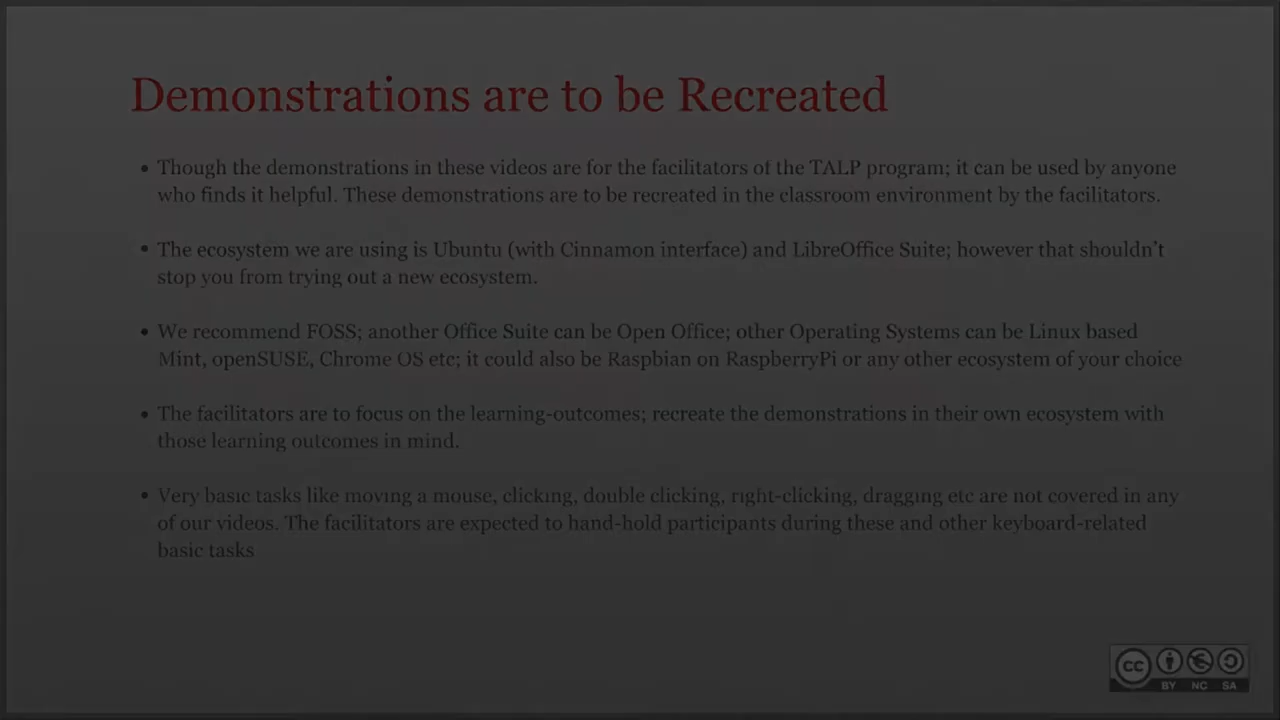 Demonstrations are to be Recreated
• Though the demonstrations in these videos are for the facilitators of the TALP program; it can be used by anyone
who finds it helpful. These demonstrations are to be recreated in the classroom environment by the facilitators.
• The ecosystem we are using is Ubuntu (with Cinnamon interface) and LibreOffice Suite; however that shouldn't
stop you from trying out a new ecosystem.
• We recommend FOSS; another Office Suite can be Open Office; other Operating Systems can be Linux based
Mint, openSUSE, Chrome OS etc; it could also be Raspbian on RaspberryPi or any other ecosystem of your choice
• The facilitators are to focus on the learning-outcomes; recreate the demonstrations in their own ecosystem with
those learning outcomes in mind.
• Very basic tasks like moving a mouse, clicking, double clicking, right-clicking, dragging etc are not covered in any
of our videos. The facilitators are expected to hand-hold participants during these and other keyboard-related
basic tasks
cc
BY NC SA